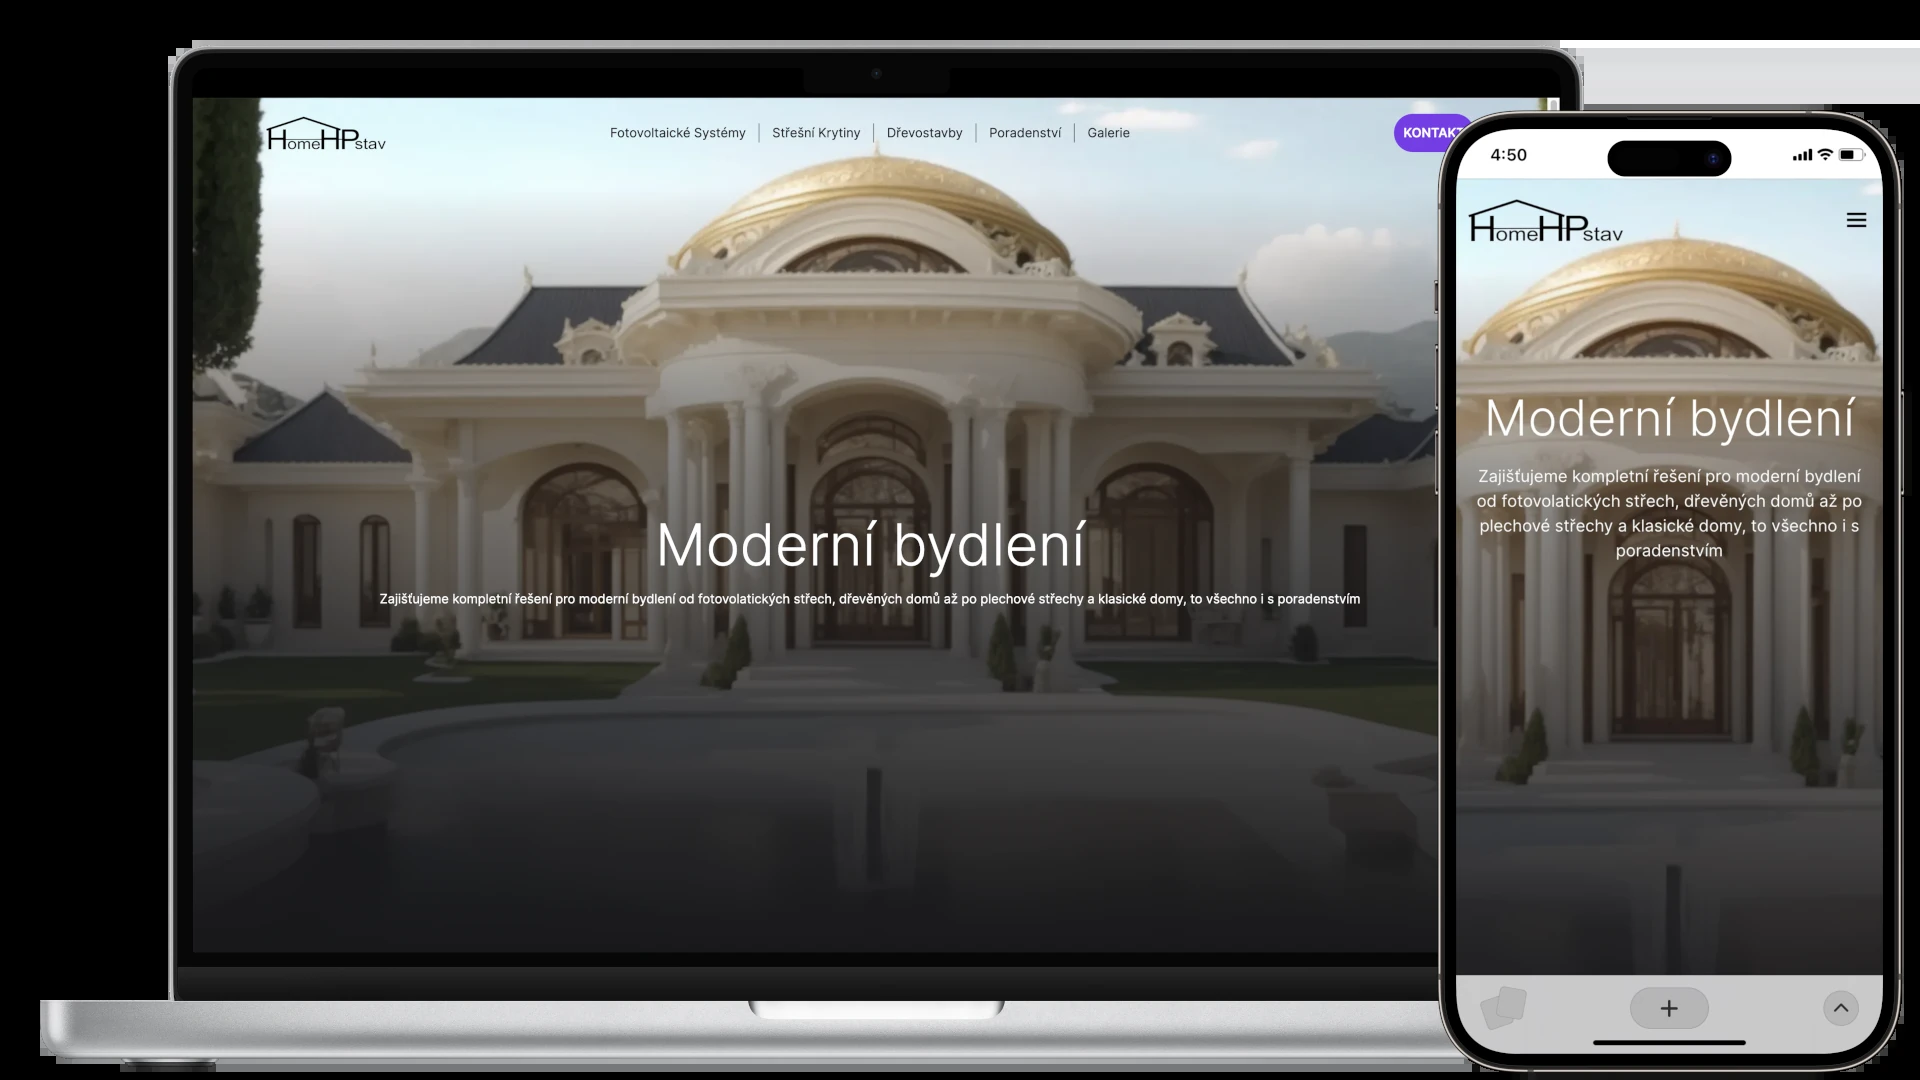 HomeHPstav
Fotovoltaické Systémy | Střešní Krytiny | Dřevostavby | Poradenství | Galerie
KONTAKT
Moderní bydlení
Zajišťujeme kompletní řešení pro moderní bydlení od fotovolatických střech, dřevěných domů až po plechové střechy a klasické domy, to všechno i s poradenstvím
4:50
HomeHPstav
Moderní bydlení
Zajišťujeme kompletní řešení pro moderní bydlení
od fotovolatických střech, dřevěných domů až po
plechové střechy a klasické domy, to všechno i s
poradenstvím